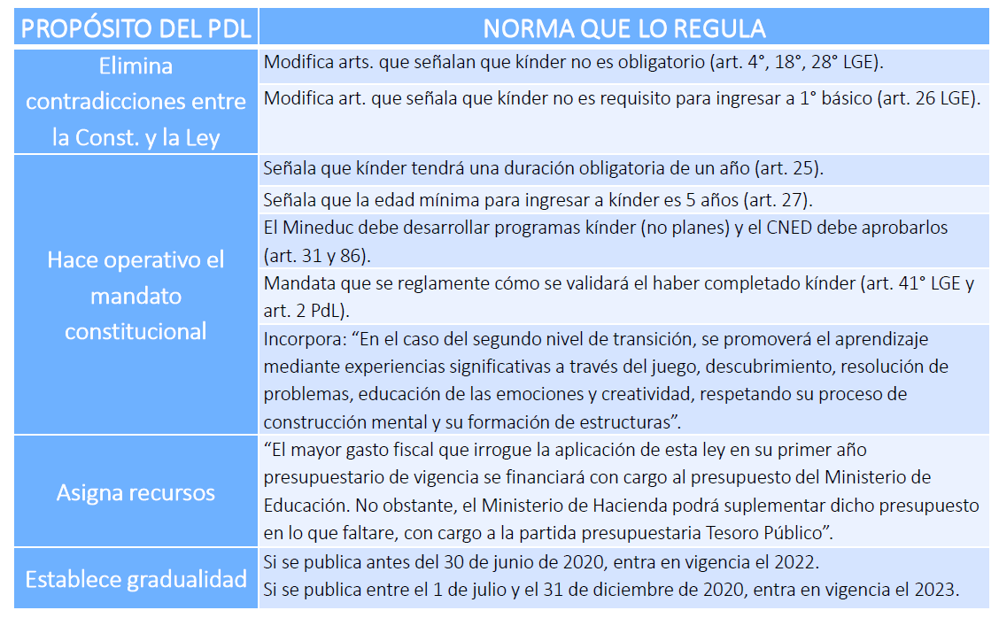 PROPÓSITO DEL PDL
NORMA QUE LO REGULA
Elimina
contradicciones entre
la Const. y la Ley
Modifica arts. que señalan que kínder no es obligatorio (art. 4°, 18°, 28° LGE).
Modifica art. que señala que kínder no es requisito para ingresar a 1° básico (art. 26 LGE).
Hace operativo el
mandato
constitucional
Señala que kínder tendrá una duración obligatoria de un año (art. 25).
Señala que la edad mínima para ingresar a kínder es 5 años (art. 27).
El Mineduc debe desarrollar programas kínder (no planes) y el CNED debe aprobarlos
(art. 31 y 86).
Mandata que se reglamente cómo se validará el haber completado kínder (art. 41° LGE y
art. 2 PdL).
Incorpora: “En el caso del segundo nivel de transición, se promoverá el aprendizaje
mediante experiencias significativas a través del juego, descubrimiento, resolución de
problemas, educación de las emociones y creatividad, respetando su proceso de
construcción mental y su formación de estructuras”.
Asigna recursos
“El mayor gasto fiscal que irrogue la aplicación de esta ley en su primer año
presupuestario de vigencia se financiará con cargo al presupuesto del Ministerio de
Educación. No obstante, el Ministerio de Hacienda podrá suplementar dicho presupuesto
en lo que faltare, con cargo a la partida presupuestaria Tesoro Público”.
Establece gradualidad
Si se publica antes del 30 de junio de 2020, entra en vigencia el 2022.
Si se publica entre el 1 de julio y el 31 de diciembre de 2020, entra en vigencia el 2023.